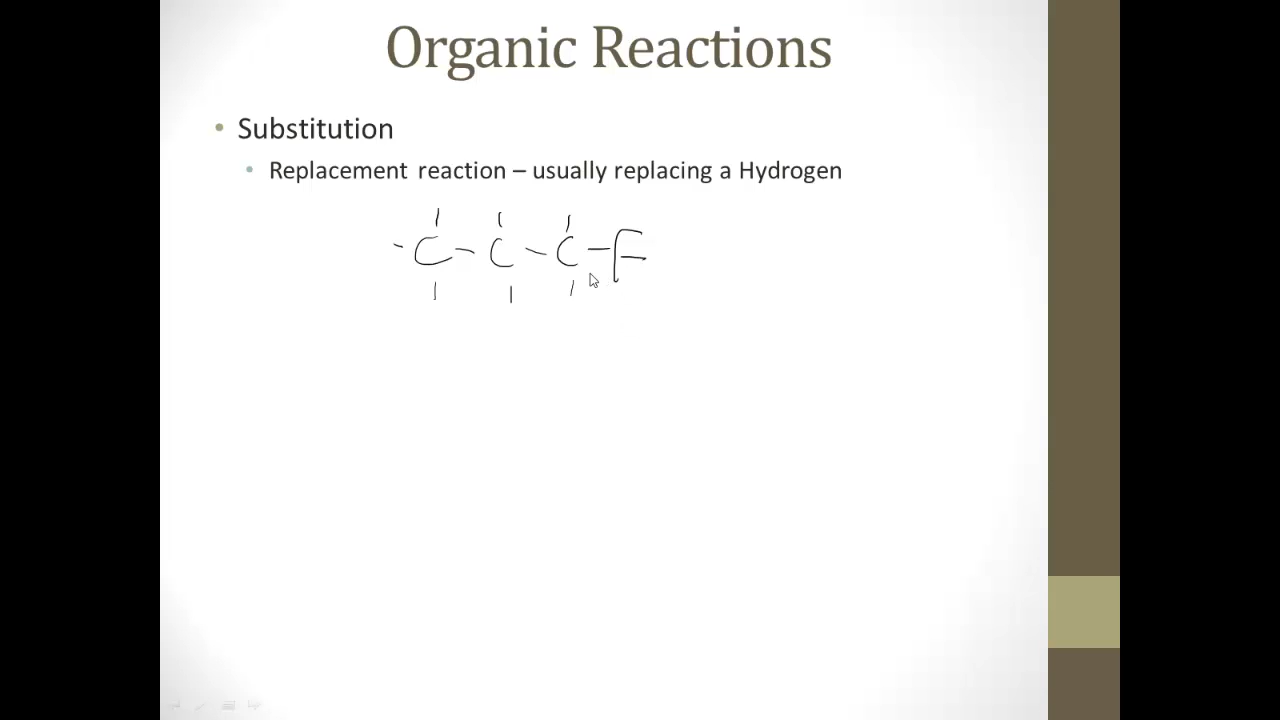 Organic Reactions
• Substitution
• Replacement reaction – usually replacing a Hydrogen
- C - C - C - F